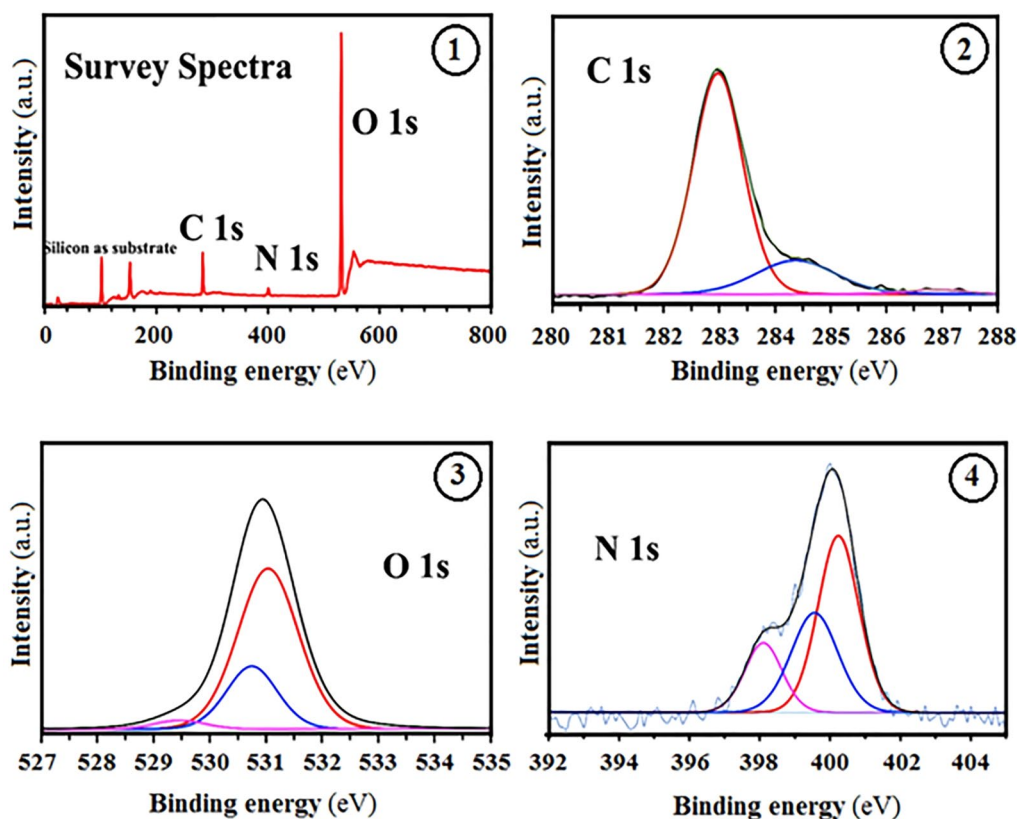 1
Survey Spectra
O 1s
C 1s
N 1s
Silicon as substrate
Intensity (a.u.)
0 200 400 600 800
Binding energy (eV)
2
C 1s
Intensity (a.u.)
280 281 282 283 284 285 286 287 288
Binding energy (eV)
3
O 1s
Intensity (a.u.)
527 528 529 530 531 532 533 534 535
Binding energy (eV)
4
N 1s
Intensity (a.u.)
392 394 396 398 400 402 404
Binding energy (eV)